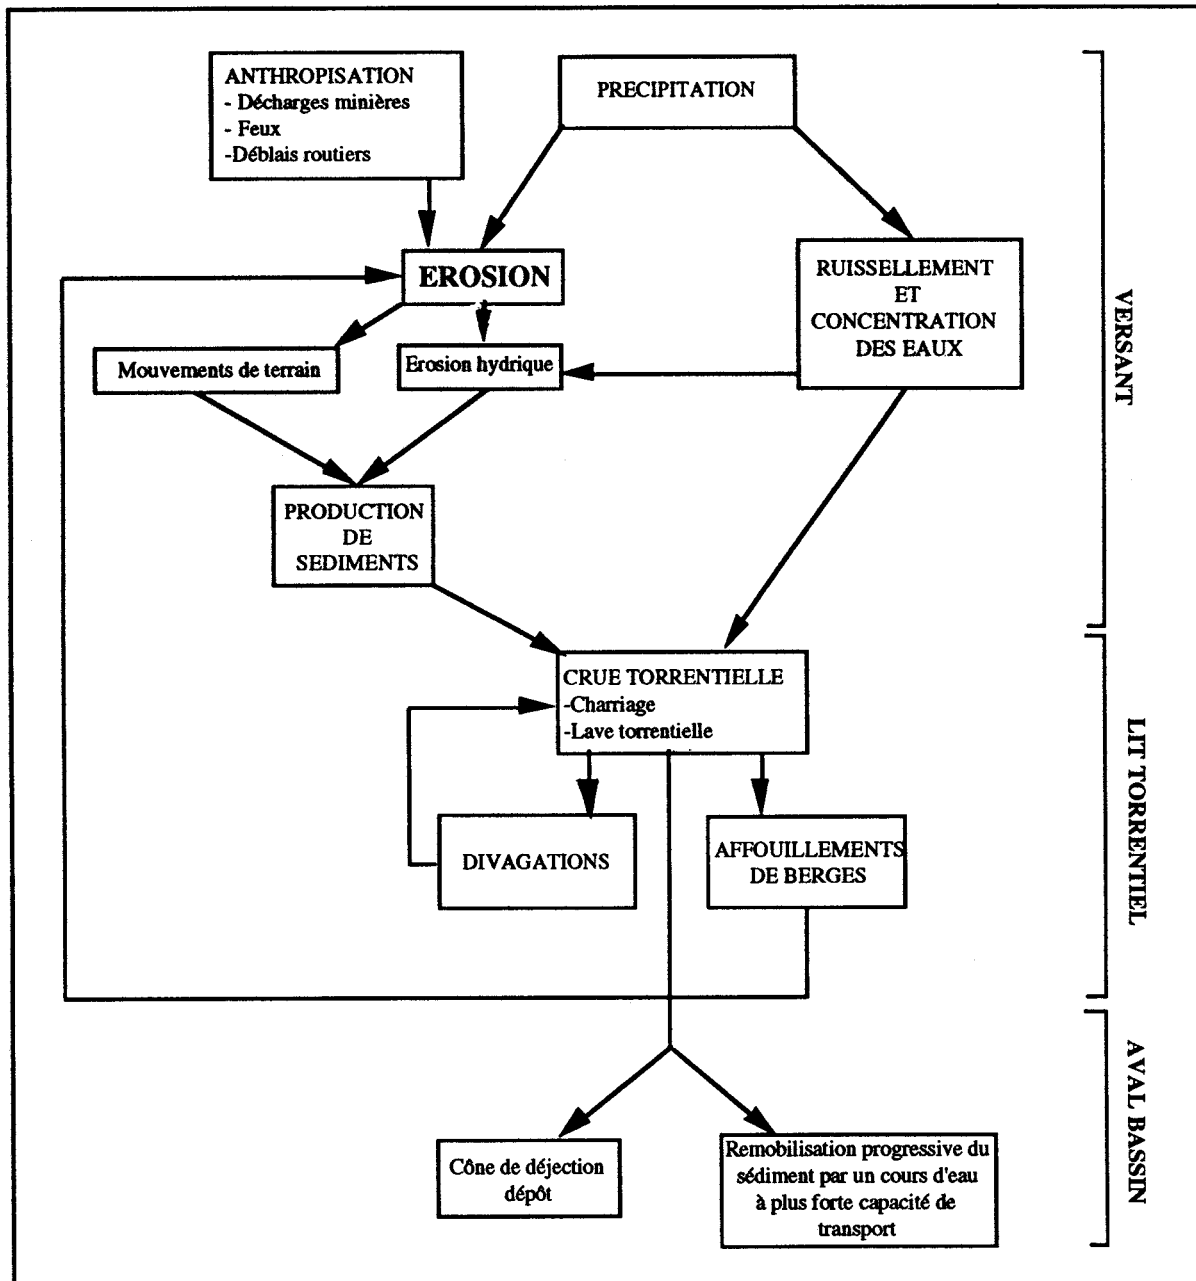 ANTHROPISATION
- Décharges minières
- Feux
-Déblais routiers
PRECIPITATION
EROSION
RUISSELLEMENT
ET
CONCENTRATION
DES EAUX
VERSANT
Mouvements de terrain
Erosion hydrique
PRODUCTION
DE
SEDIMENTS
CRUE TORRENTIELLE
-Charriage
-Lave torrentielle
LIT TORRENTIEL
DIVAGATIONS
AFFOUILLEMENTS
DE BERGES
AVAL BASSIN
Cône de déjection
dépôt
Remobilisation progressive du
sédiment par un cours d'eau
à plus forte capacité de
transport